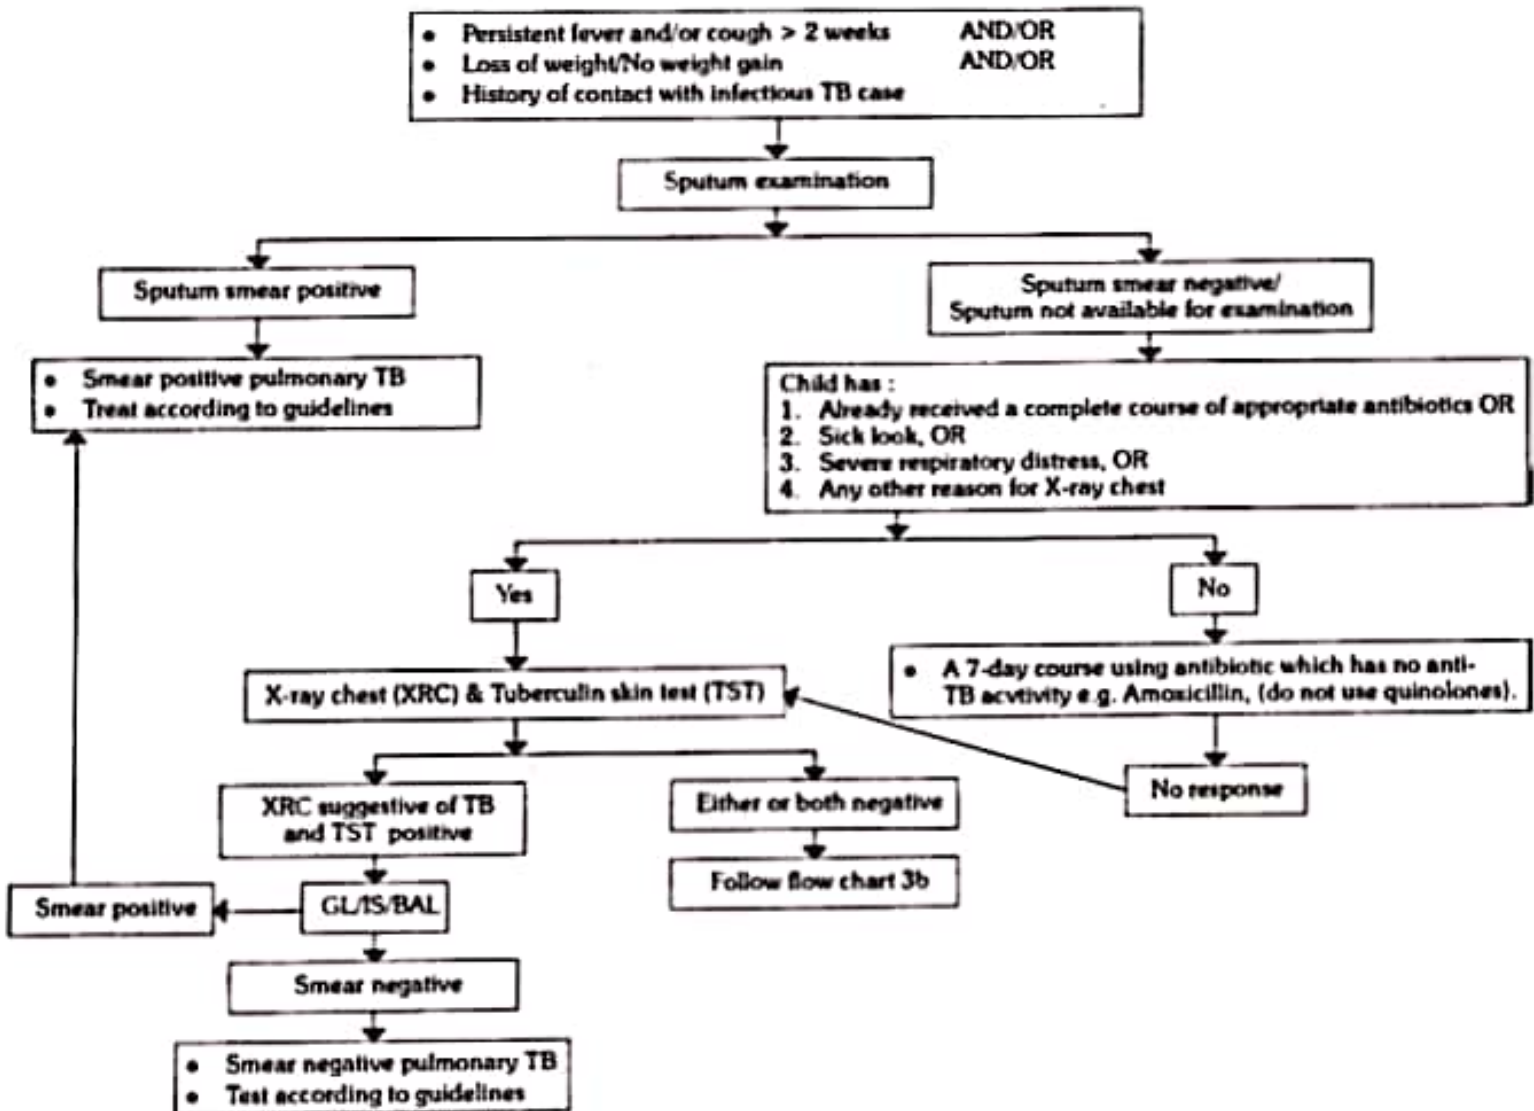 • Persistent fever and/or cough > 2 weeks AND/OR
• Loss of weight/No weight gain AND/OR
• History of contact with infectious TB case
Sputum examination
Sputum smear positive
Sputum smear negative/
Sputum not available for examination
• Smear positive pulmonary TB
• Treat according to guidelines
Child has :
1. Already received a complete course of appropriate antibiotics OR
2. Sick look, OR
3. Severe respiratory distress, OR
4. Any other reason for X-ray chest
Yes
No
X-ray chest (XRC) & Tuberculin skin test (TST)
• A 7-day course using antibiotic which has no anti-
TB acvtivity e.g. Amoxicillin, (do not use quinolones).
No response
XRC suggestive of TB
and TST positive
Either or both negative
Follow flow chart 3b
Smear positive
GL/IS/BAL
Smear negative
• Smear negative pulmonary TB
• Test according to guidelines